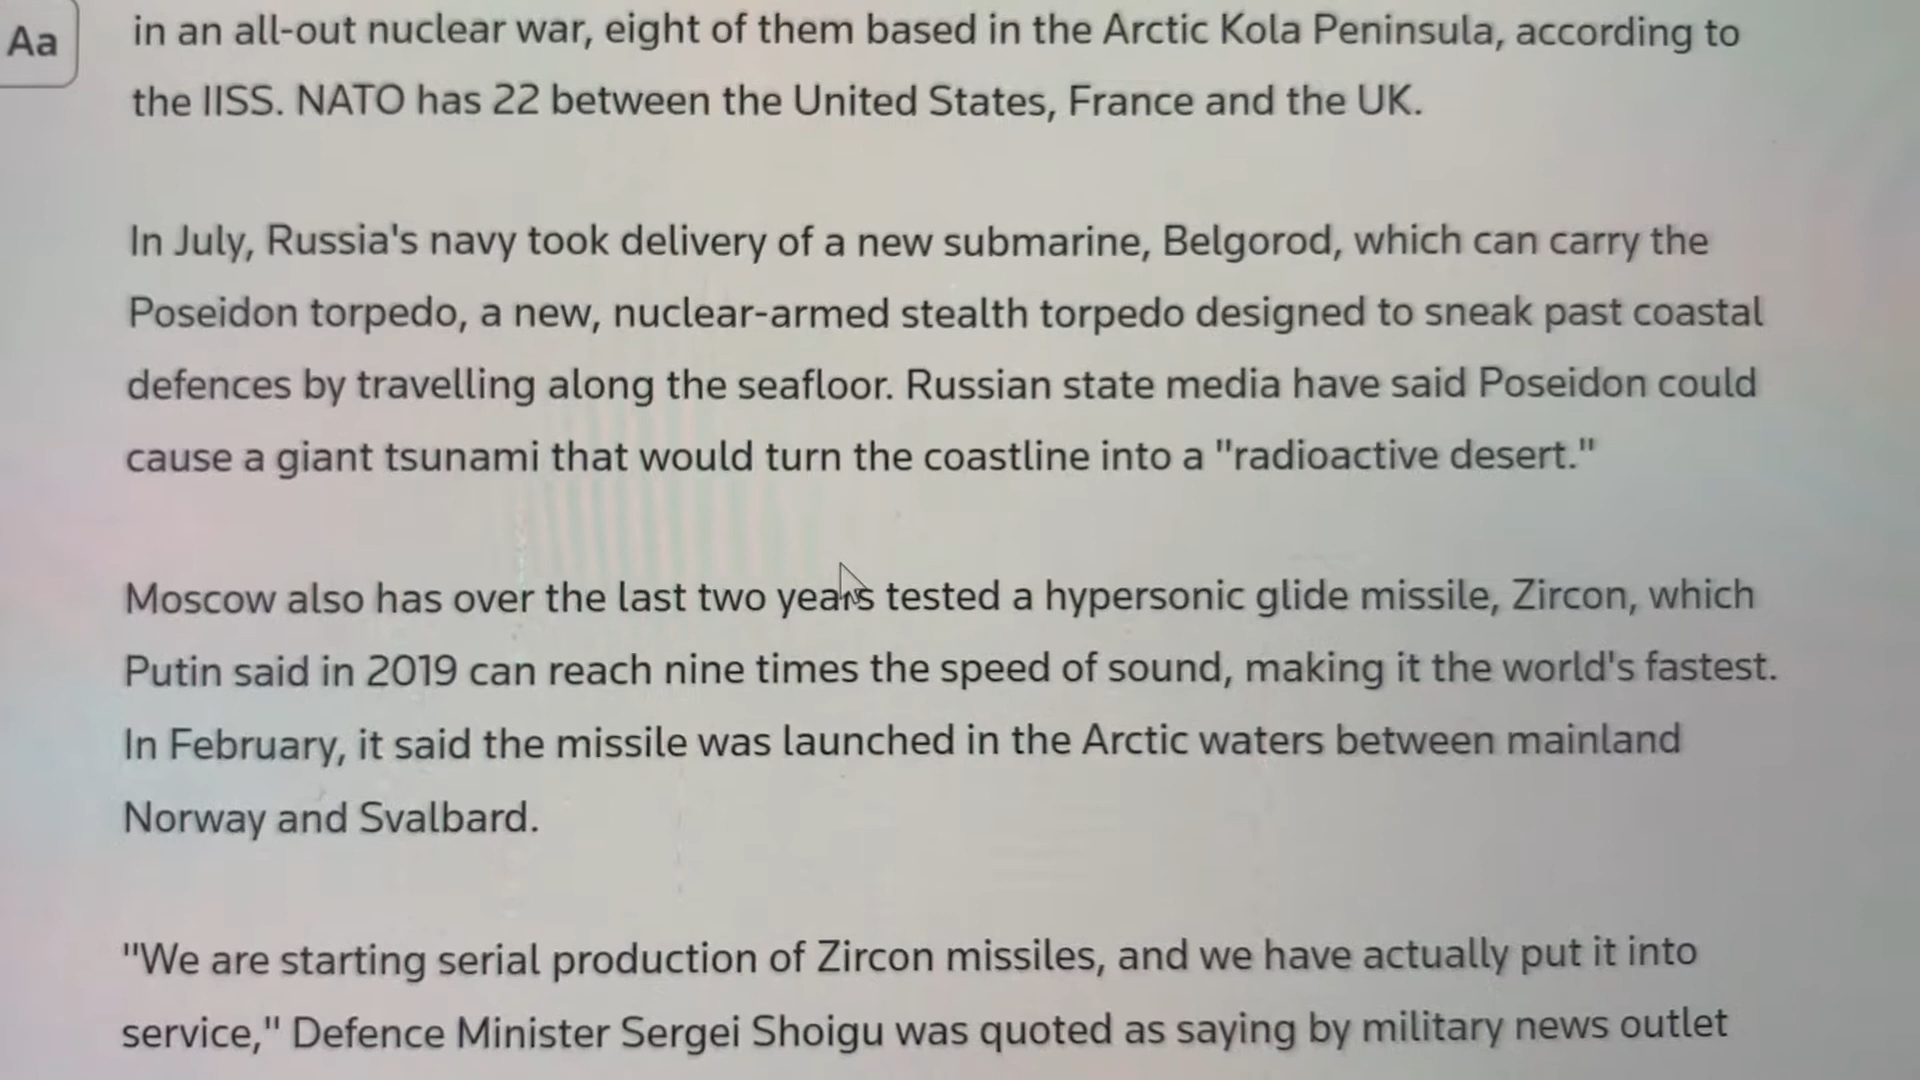 Aa
in an all-out nuclear war, eight of them based in the Arctic Kola Peninsula, according to
the IISS. NATO has 22 between the United States, France and the UK.
In July, Russia's navy took delivery of a new submarine, Belgorod, which can carry the
Poseidon torpedo, a new, nuclear-armed stealth torpedo designed to sneak past coastal
defences by travelling along the seafloor. Russian state media have said Poseidon could
cause a giant tsunami that would turn the coastline into a "radioactive desert."
Moscow also has over the last two years tested a hypersonic glide missile, Zircon, which
Putin said in 2019 can reach nine times the speed of sound, making it the world's fastest.
In February, it said the missile was launched in the Arctic waters between mainland
Norway and Svalbard.
"We are starting serial production of Zircon missiles, and we have actually put it into
service," Defence Minister Sergei Shoigu was quoted as saying by military news outlet